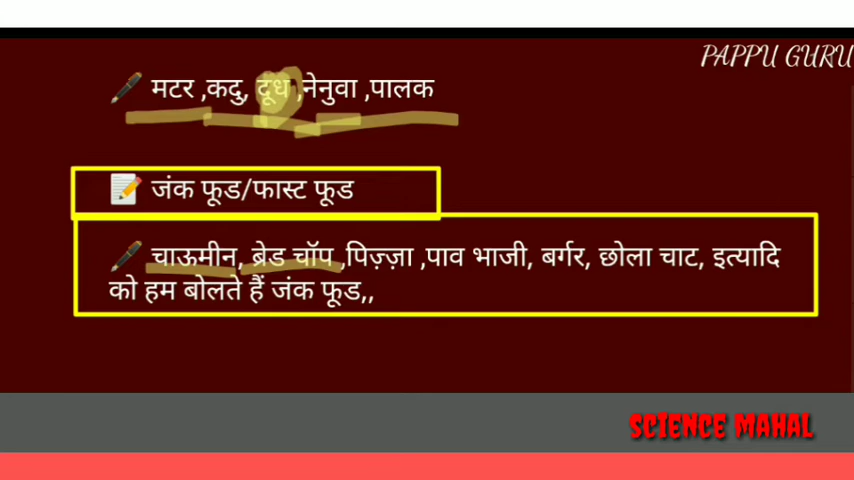 PAPPU GURU
मटर ,कदु, दूध ,नेनुवा ,पालक
जंक फूड/फास्ट फूड
चाऊमीन, ब्रेड चॉप ,पिज़्ज़ा ,पाव भाजी, बर्गर, छोला चाट, इत्यादि
को हम बोलते हैं जंक फूड,,
SCIENCE MAHAL